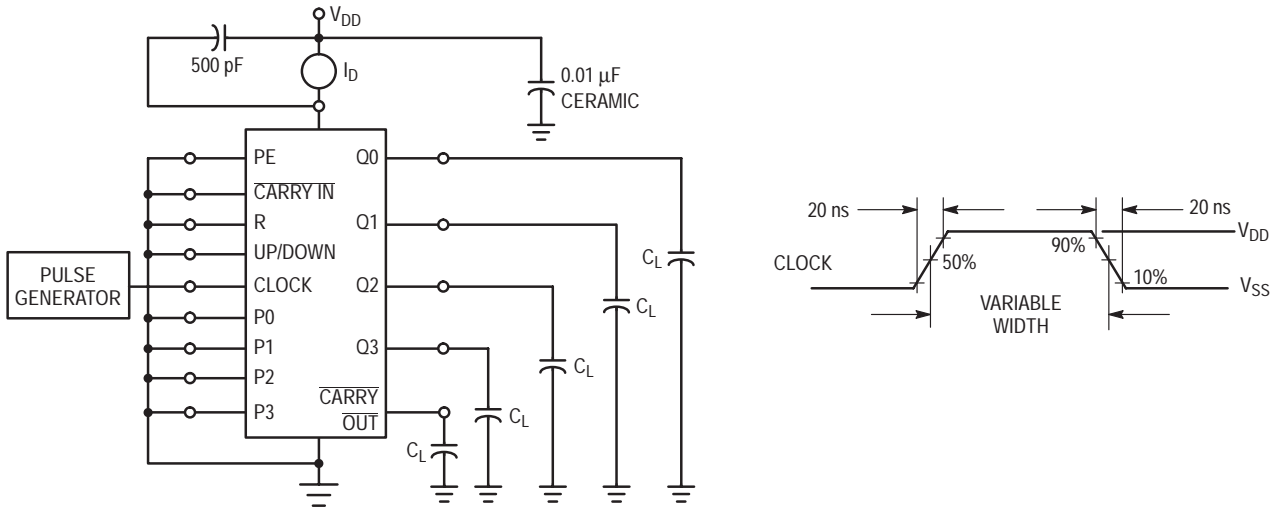 V_DD
500 pF
I_D
0.01 μF
CERAMIC
PE
Q0
CARRY IN
R
Q1
UP/DOWN
PULSE
GENERATOR
CLOCK
Q2
P0
P1
Q3
P2
P3
CARRY
OUT
C_L
C_L
C_L
C_L
C_L
20 ns
20 ns
V_DD
90%
50%
CLOCK
10%
V_SS
VARIABLE
WIDTH